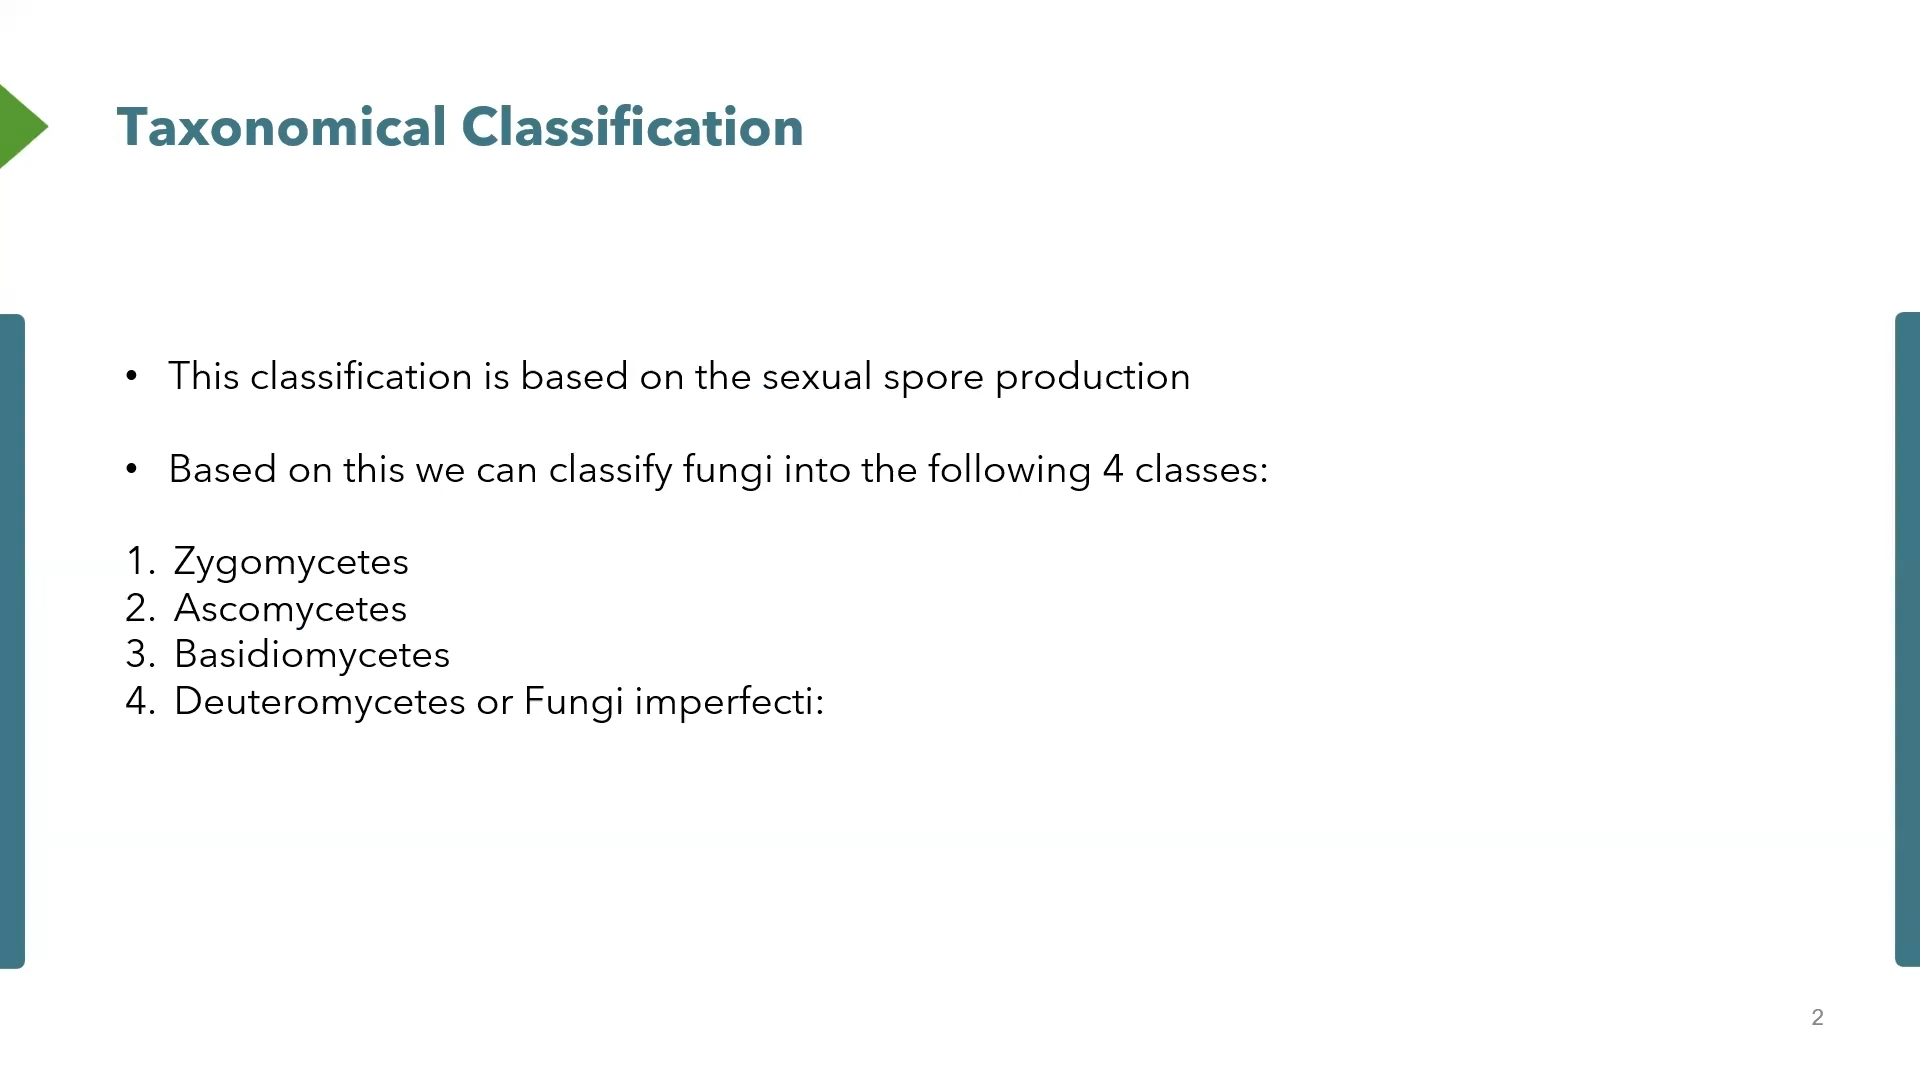 Taxonomical Classification
• This classification is based on the sexual spore production
• Based on this we can classify fungi into the following 4 classes:
1. Zygomycetes
2. Ascomycetes
3. Basidiomycetes
4. Deuteromycetes or Fungi imperfecti:
2